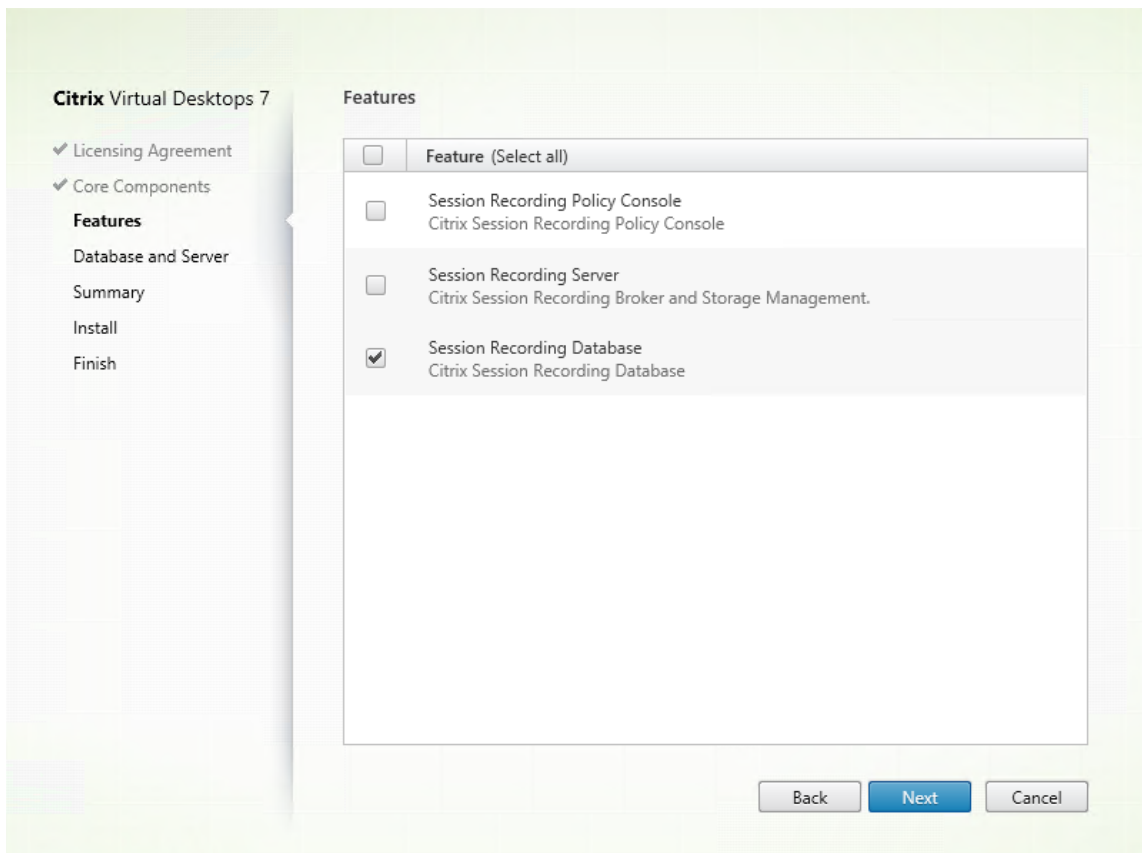 Citrix Virtual Desktops 7
Licensing Agreement
Core Components
Features
Database and Server
Summary
Install
Finish
Features
Feature (Select all)
Session Recording Policy Console
Citrix Session Recording Policy Console
Session Recording Server
Citrix Session Recording Broker and Storage Management.
Session Recording Database
Citrix Session Recording Database
Back
Next
Cancel